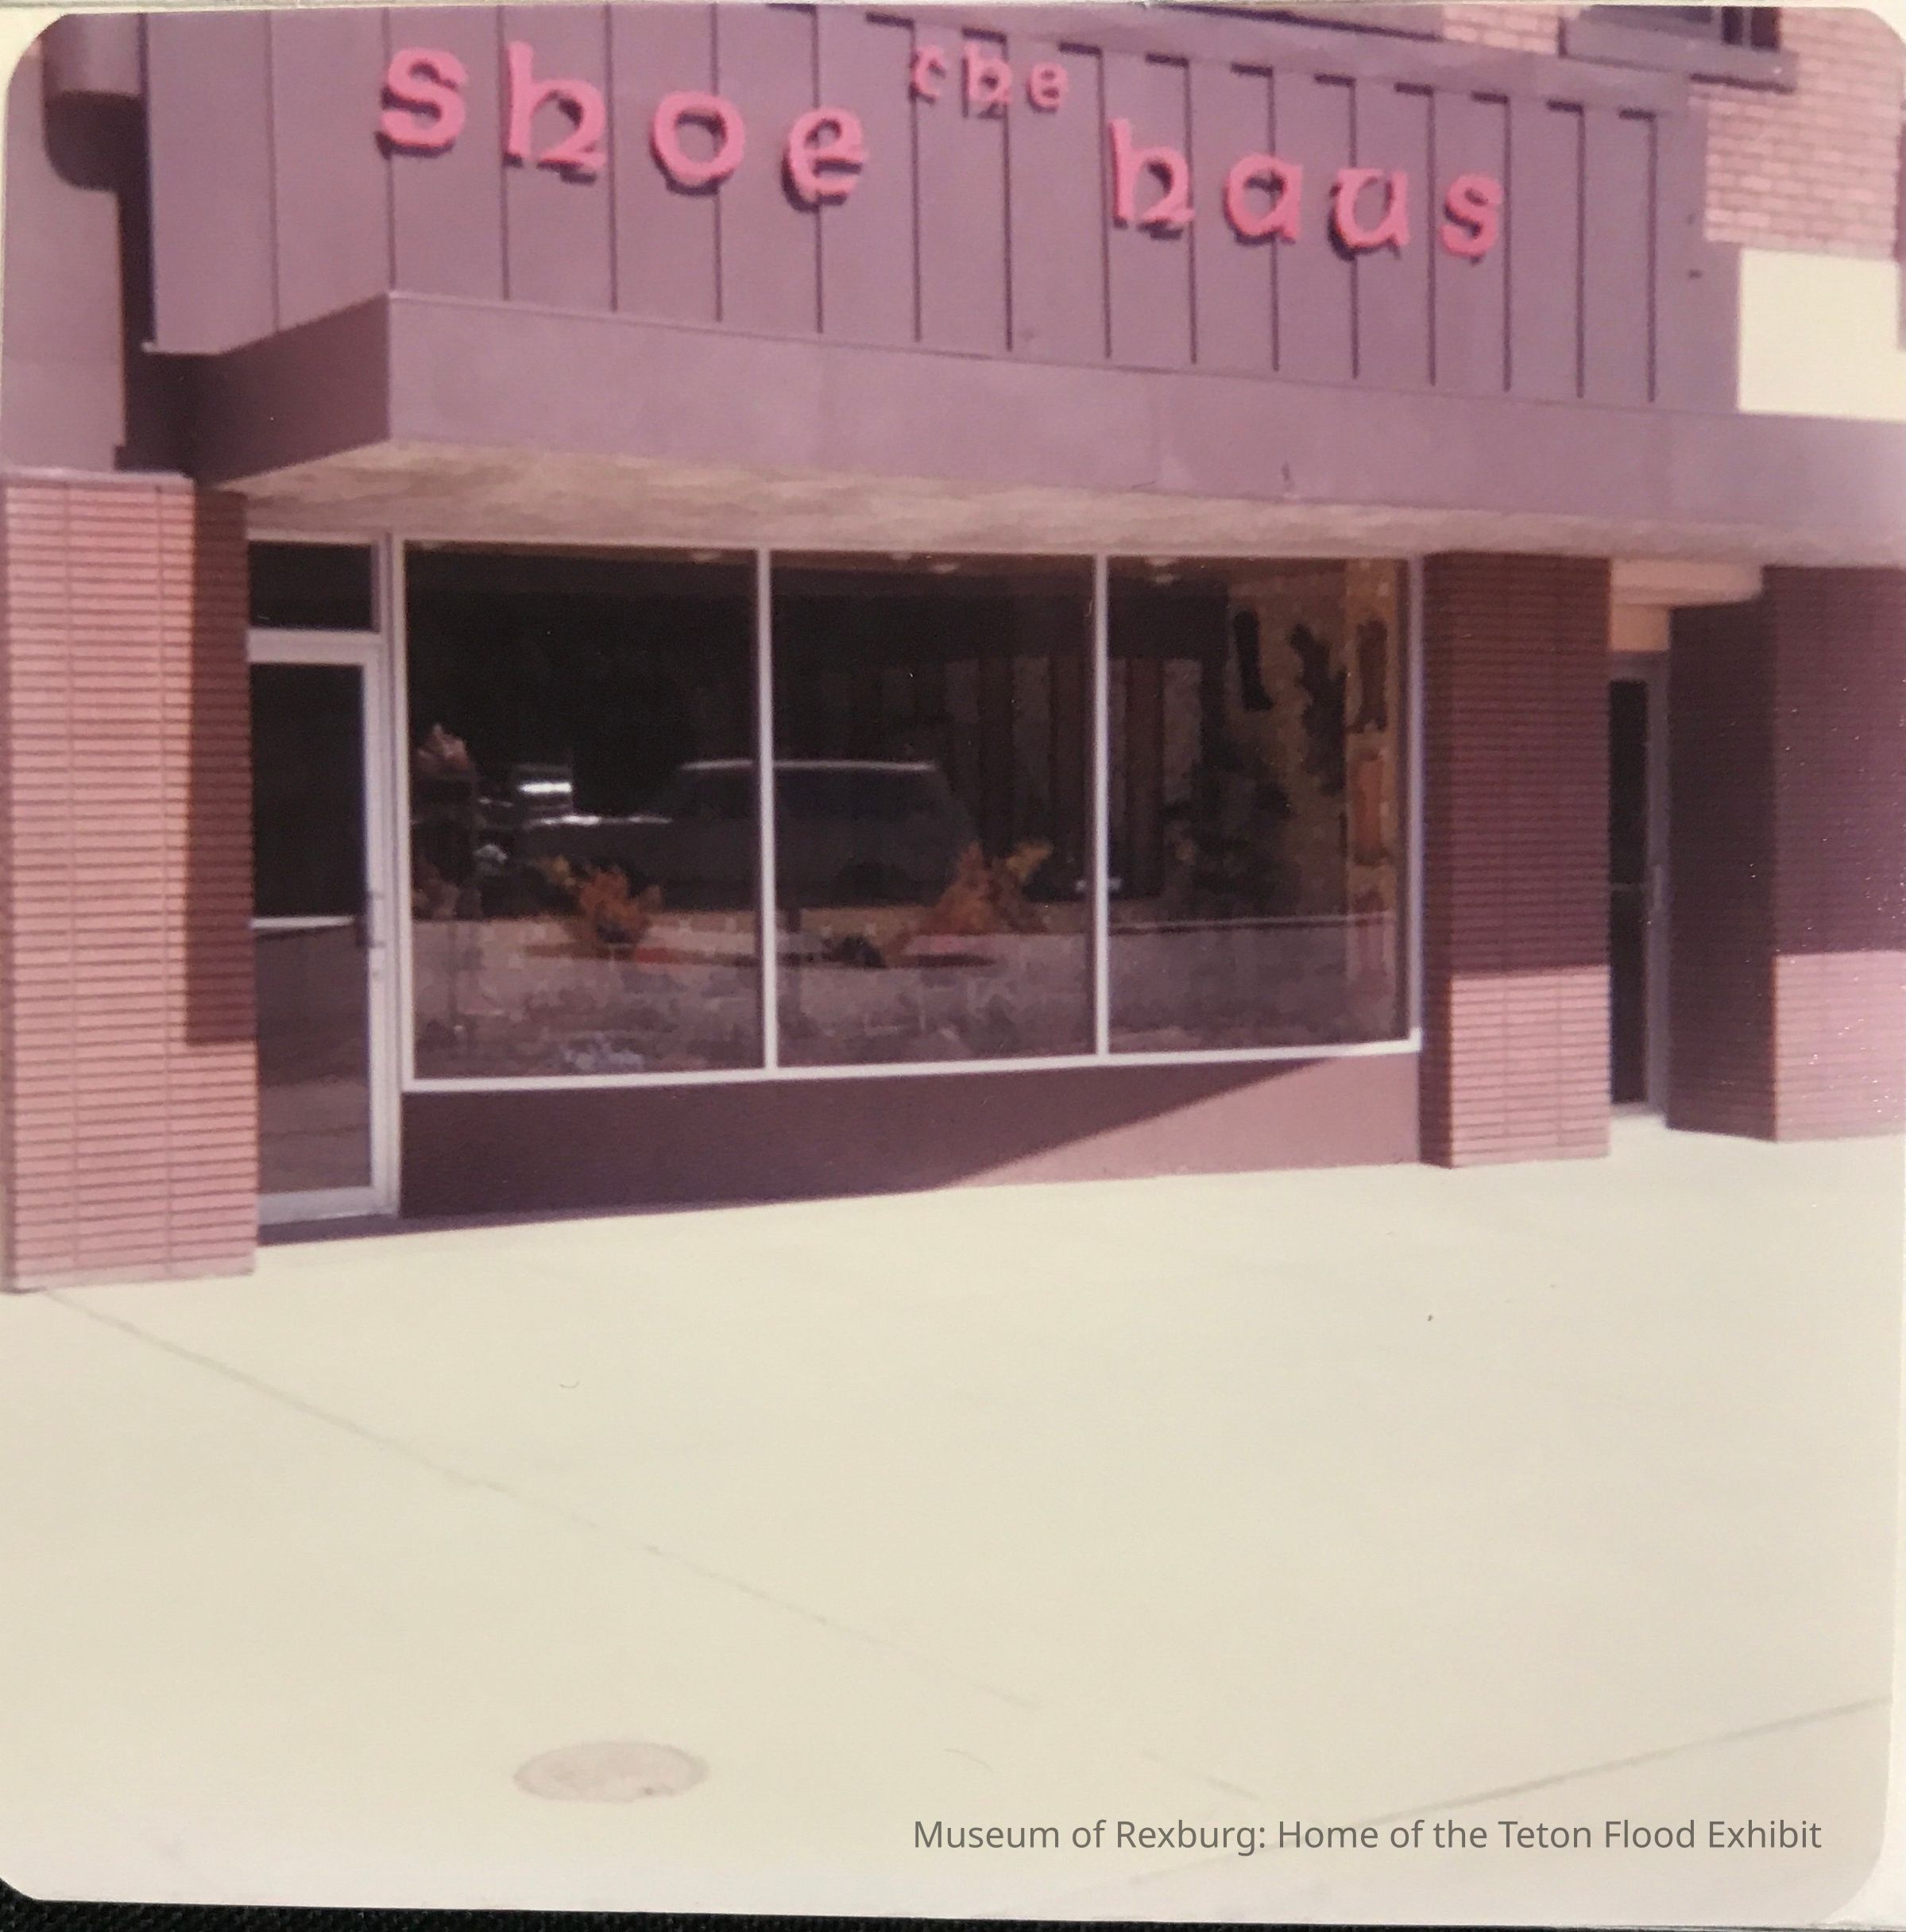 the
shoe haus
Museum of Rexburg: Home of the Teton Flood Exhibit